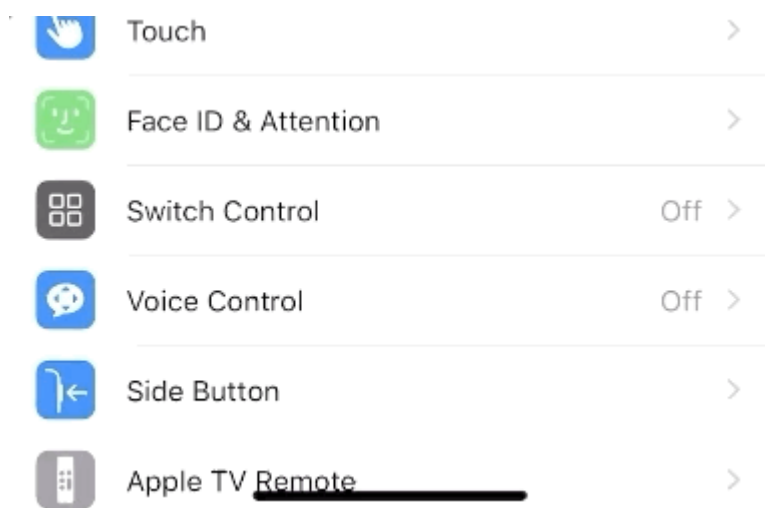 Touch
Face ID & Attention
Switch Control Off
Voice Control Off
Side Button
Apple TV Remote